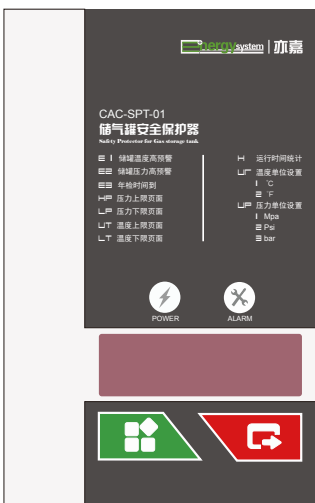 Energy system 亦嘉
CAC-SPT-01
储气罐安全保护器
Safety Protector for Gas storage tank
E1 储罐温度高预警
E2 储罐压力高预警
E3 年检时间到
HP 压力上限页面
LP 压力下限页面
UT 温度上限页面
LT 温度下限页面
H 运行时间统计
UT 温度单位设置
1 ℃
2 ℉
UP 压力单位设置
1 Mpa
2 Psi
3 bar
POWER
ALARM